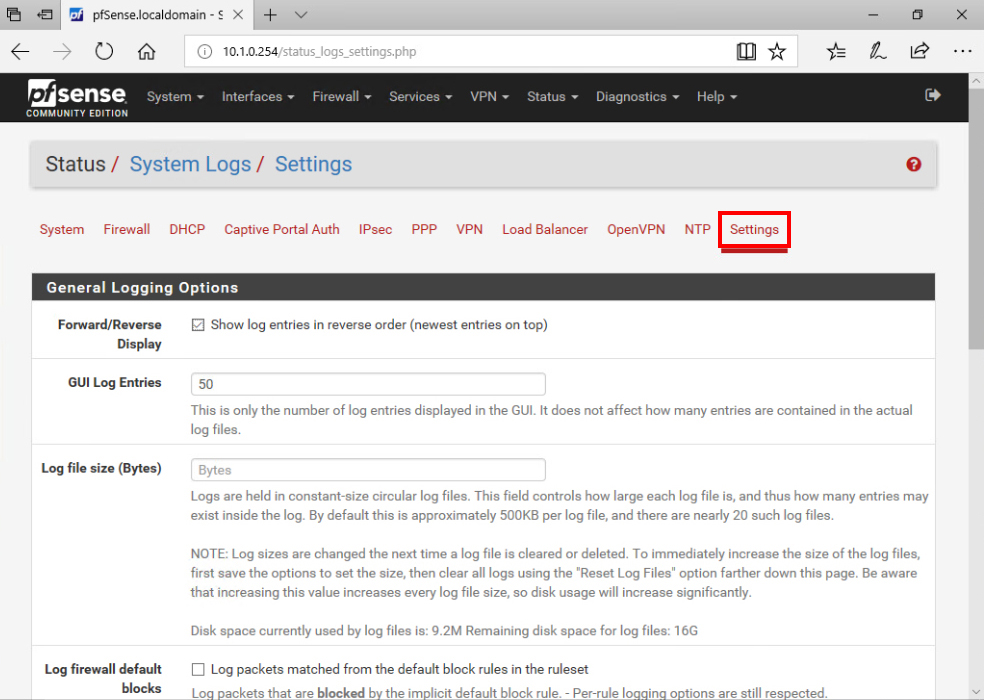 pfSense.localdomain - S
10.1.0.254/status_logs_settings.php
pfsense
COMMUNITY EDITION
System Interfaces Firewall Services VPN Status Diagnostics Help
Status / System Logs / Settings
System Firewall DHCP Captive Portal Auth IPsec PPP VPN Load Balancer OpenVPN NTP Settings
General Logging Options
Forward/Reverse Display
Show log entries in reverse order (newest entries on top)
GUI Log Entries
50
This is only the number of log entries displayed in the GUI. It does not affect how many entries are contained in the actual
log files.
Log file size (Bytes)
Bytes
Logs are held in constant-size circular log files. This field controls how large each log file is, and thus how many entries may
exist inside the log. By default this is approximately 500KB per log file, and there are nearly 20 such log files.
NOTE: Log sizes are changed the next time a log file is cleared or deleted. To immediately increase the size of the log files,
first save the options to set the size, then clear all logs using the "Reset Log Files" option farther down this page. Be aware
that increasing this value increases every log file size, so disk usage will increase significantly.
Disk space currently used by log files is: 9.2M Remaining disk space for log files: 16G
Log firewall default blocks
Log packets matched from the default block rules in the ruleset
Log packets that are blocked by the implicit default block rule. - Per-rule logging options are still respected.